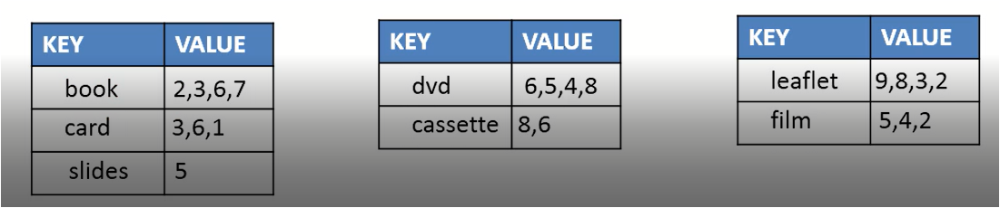 KEY VALUE
book 2,3,6,7
card 3,6,1
slides 5
KEY VALUE
dvd 6,5,4,8
cassette 8,6
KEY VALUE
leaflet 9,8,3,2
film 5,4,2